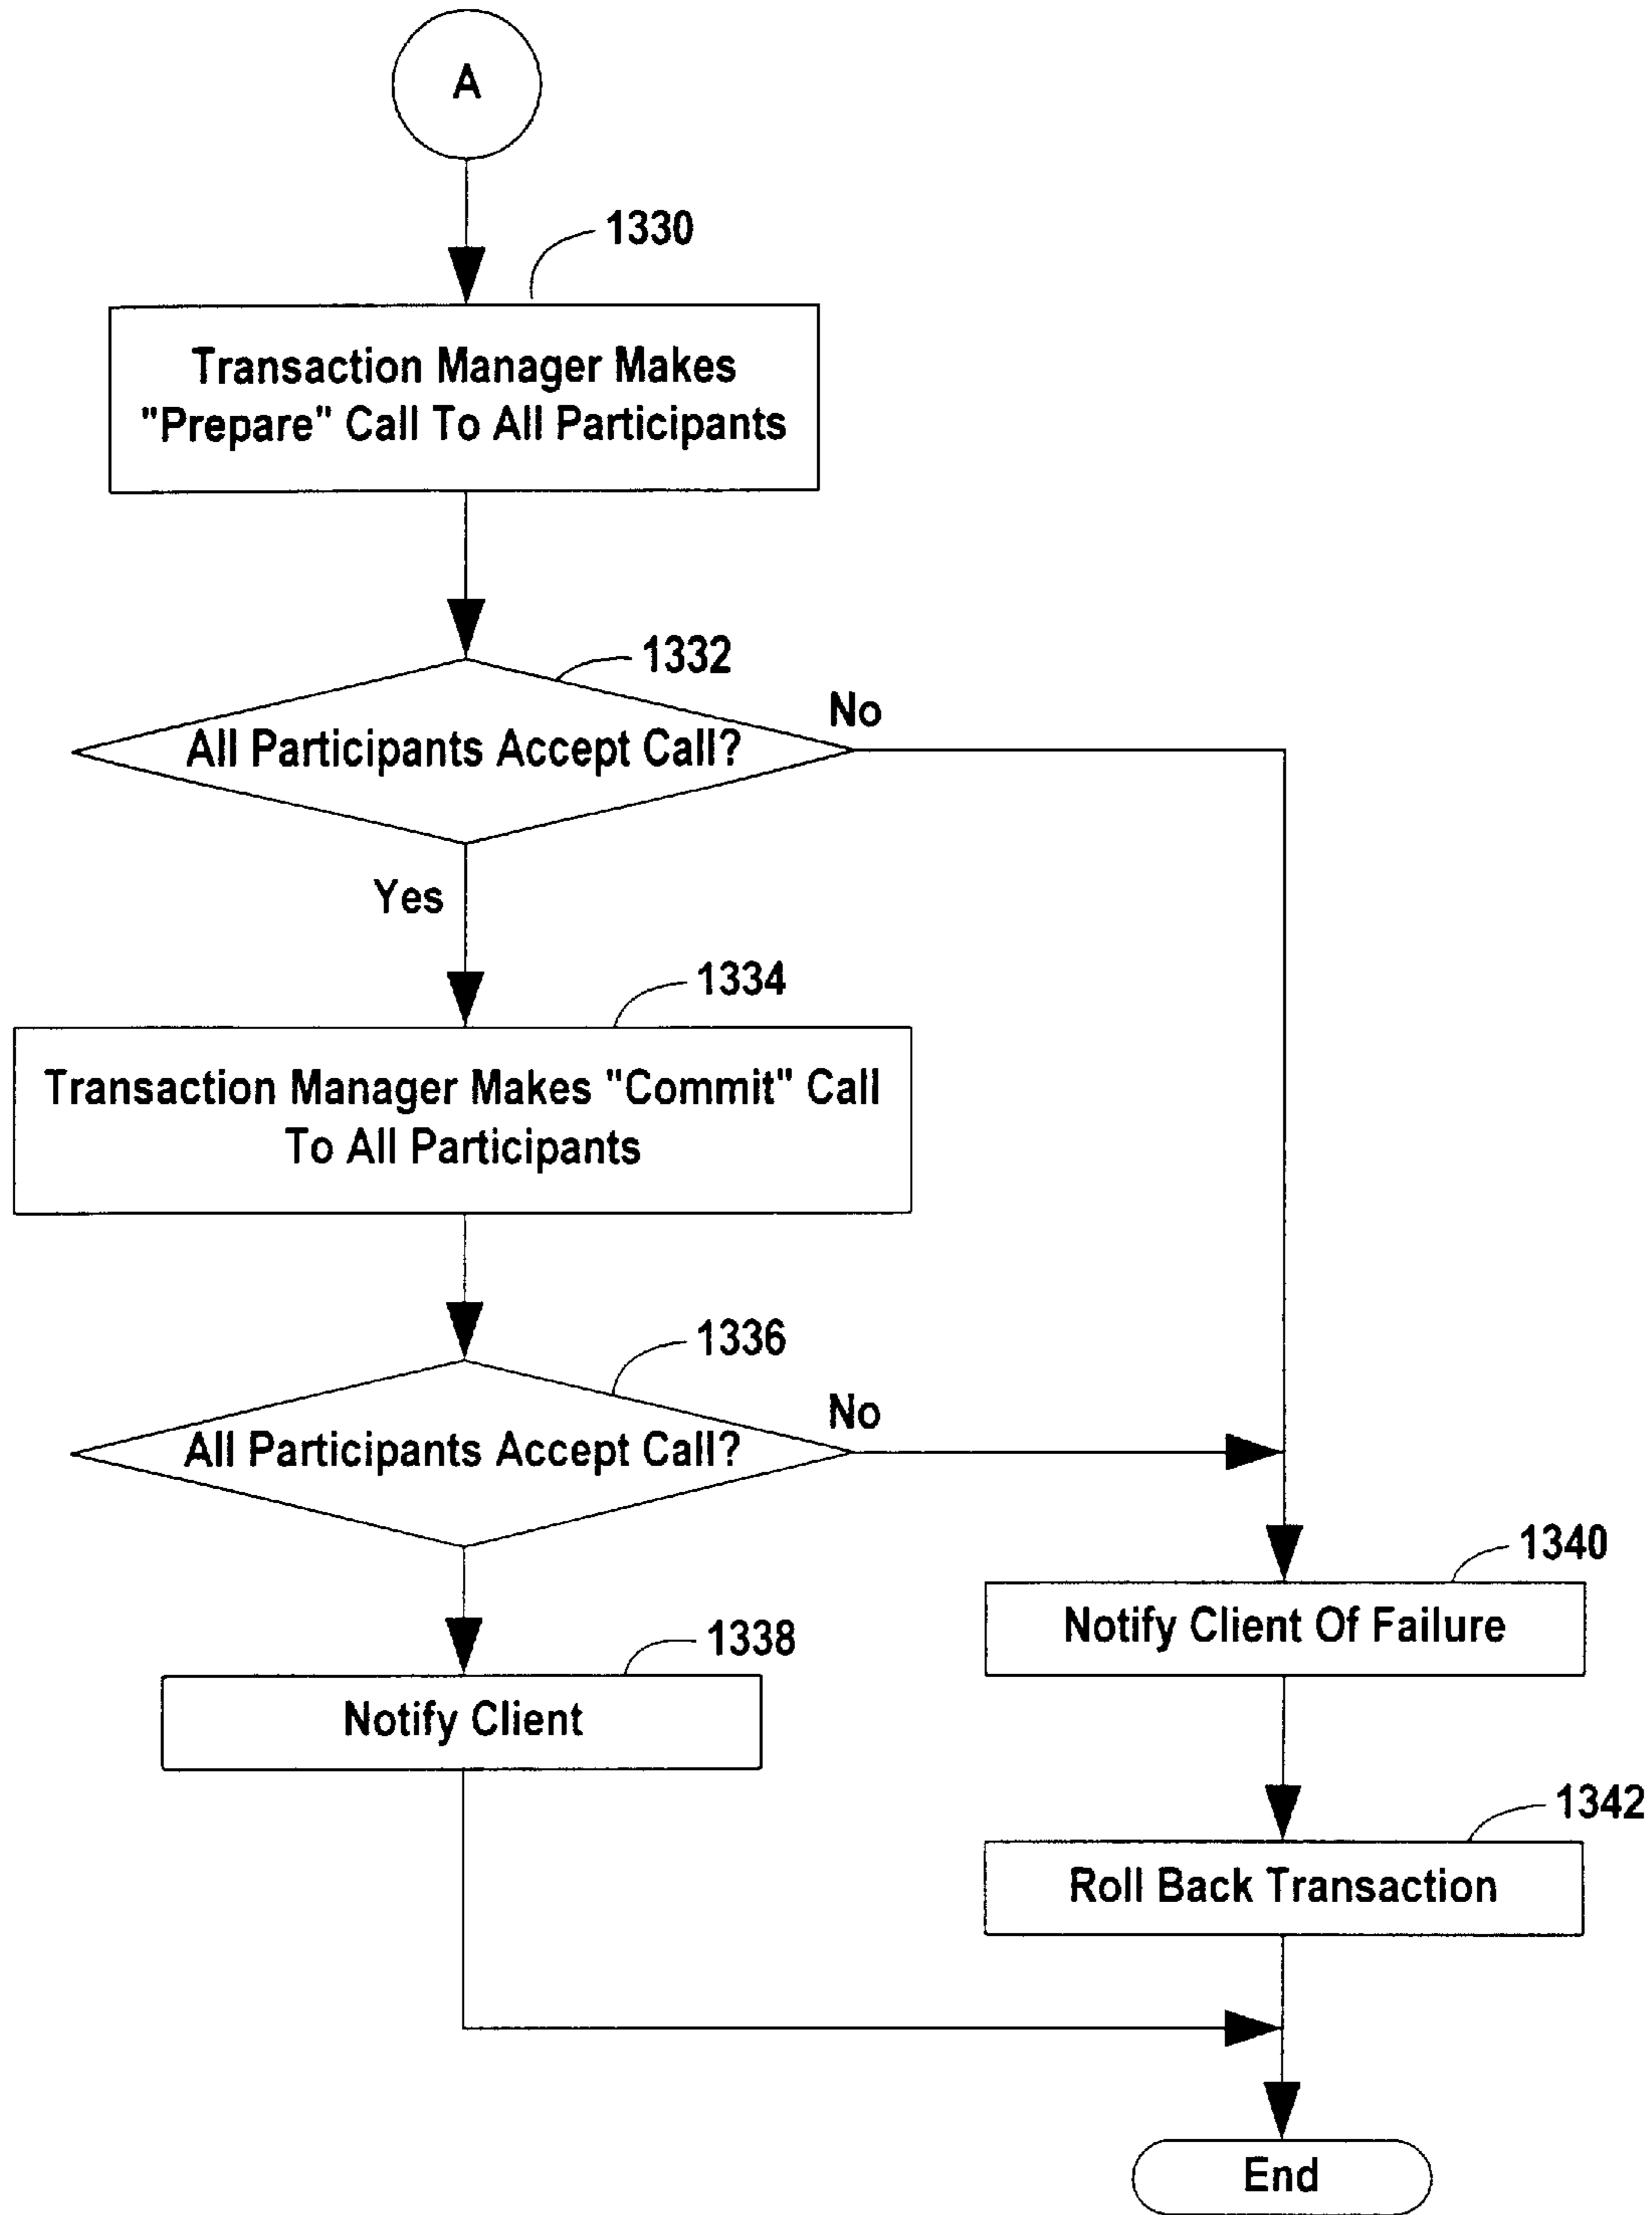 A
1330
Transaction Manager Makes
"Prepare" Call To All Participants
1332
All Participants Accept Call?
No
Yes
1334
Transaction Manager Makes "Commit" Call
To All Participants
1336
All Participants Accept Call?
No
1338
Notify Client
1340
Notify Client Of Failure
1342
Roll Back Transaction
End